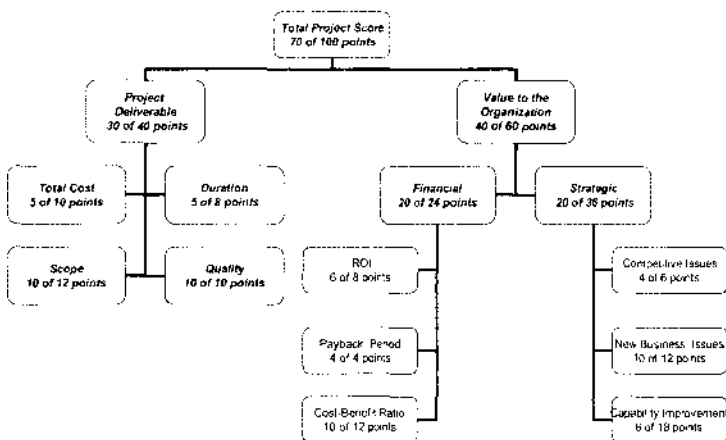 Total Project Score
70 of 100 points
Project
Deliverable
30 of 40 points
Value to the
Organization
40 of 60 points
Total Cost
5 of 10 points
Duration
5 of 8 points
Financial
20 of 24 points
Strategic
20 of 36 points
Scope
10 of 12 points
Quality
10 of 10 points
ROI
6 of 8 points
Competitive Issues
4 of 6 points
Payback Period
4 of 4 points
New Business Issues
10 of 12 points
Cost-Benefit Ratio
10 of 12 points
Capability Improvement
6 of 18 points